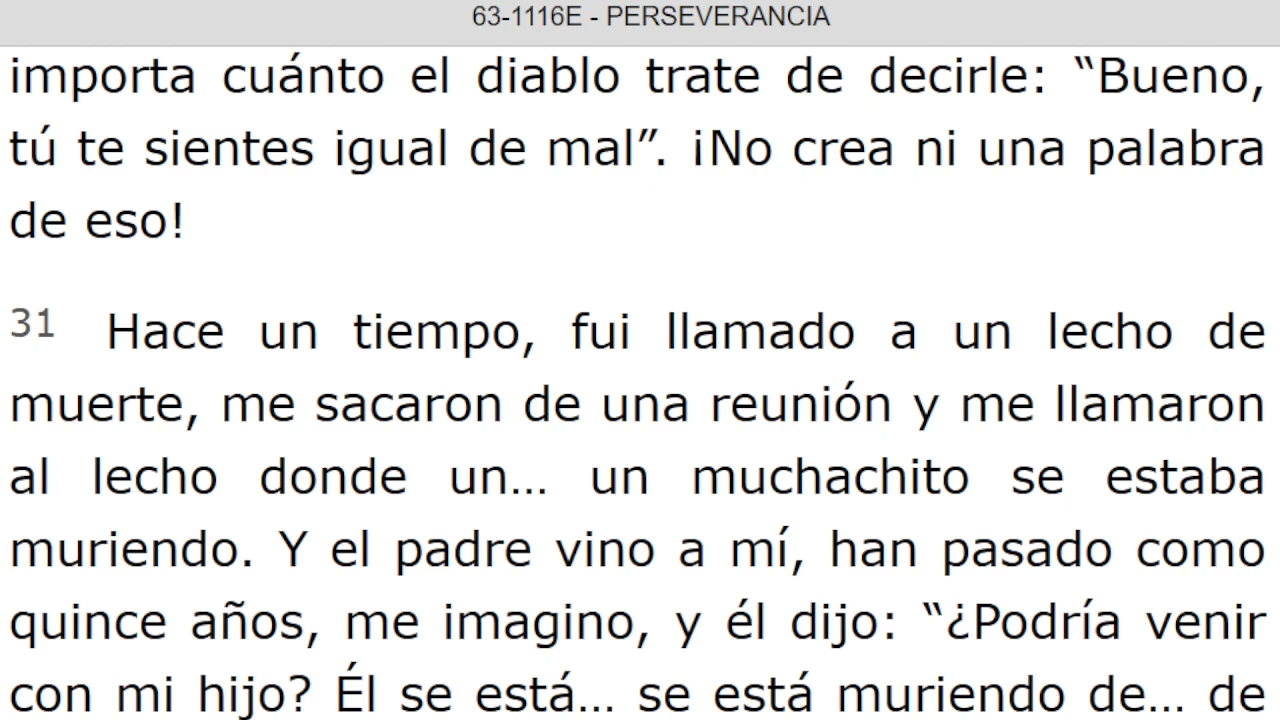 63-1116E - PERSEVERANCIA
importa cuánto el diablo trate de decirle: “Bueno,
tú te sientes igual de mal”. ¡No crea ni una palabra
de eso!
31 Hace un tiempo, fui llamado a un lecho de
muerte, me sacaron de una reunión y me llamaron
al lecho donde un… un muchachito se estaba
muriendo. Y el padre vino a mí, han pasado como
quince años, me imagino, y él dijo: “¿Podría venir
con mi hijo? Él se está… se está muriendo de… de